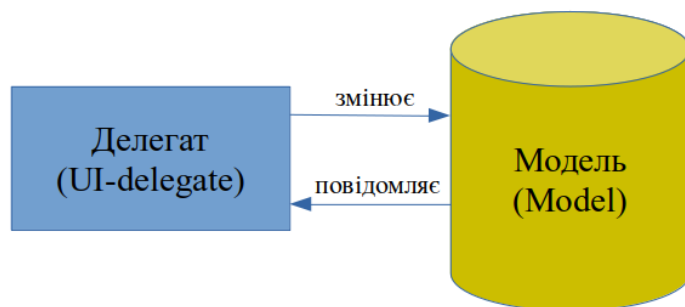 Делегат
(UI-delegate)
змінює
повідомляє
Модель
(Model)